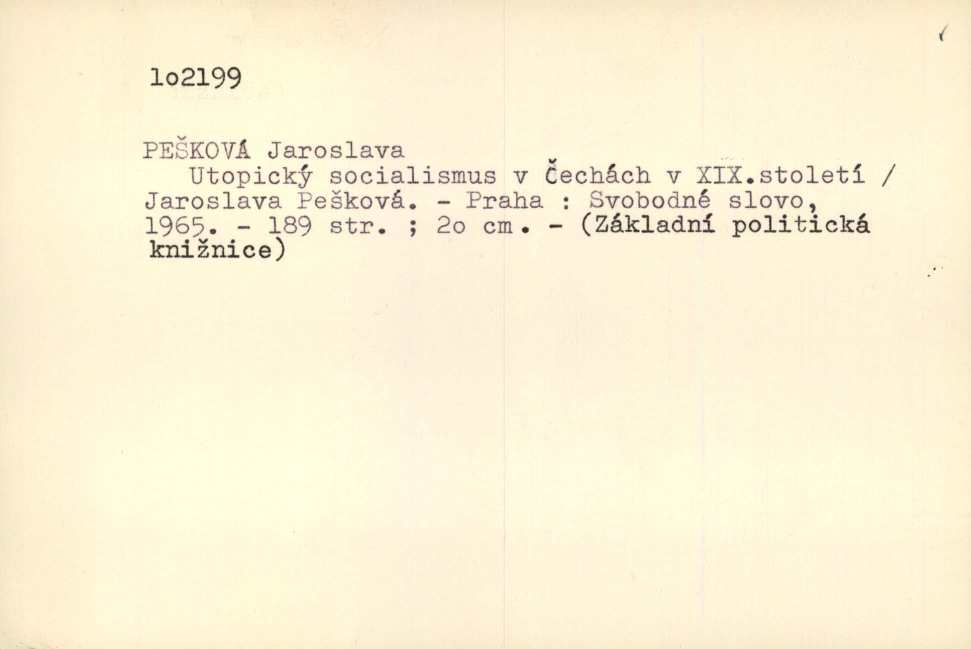 lo2199
PEŠKOVÁ Jaroslava
Utopický socialismus v Čechách v XIX.století /
Jaroslava Pešková. - Praha : Svobodné slovo,
1965. - 189 str. ; 2o cm. - (Základní politická
knižnice)